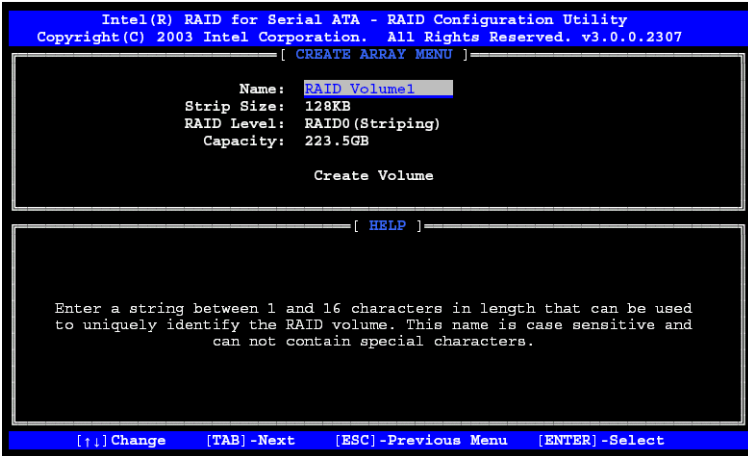 Intel(R) RAID for Serial ATA - RAID Configuration Utility
Copyright(C) 2003 Intel Corporation. All Rights Reserved. v3.0.0.2307
[ CREATE ARRAY MENU ]
Name: RAID Volume1
Strip Size: 128KB
RAID Level: RAID0(Striping)
Capacity: 223.5GB
Create Volume
[ HELP ]
Enter a string between 1 and 16 characters in length that can be used
to uniquely identify the RAID volume. This name is case sensitive and
can not contain special characters.
[↑↓]Change [TAB]-Next [ESC]-Previous Menu [ENTER]-Select